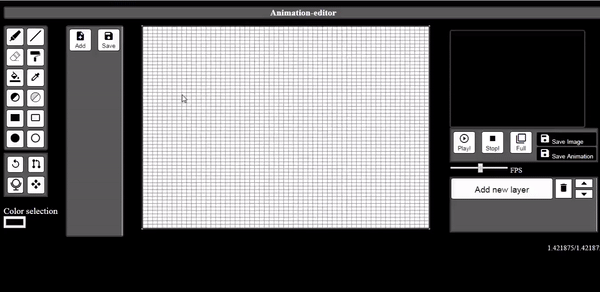 Animation-editor
Add Save
Play! Stop! Full
Save Image
Save Animation
FPS
Add new layer
Color selection
1.421875/1.42187